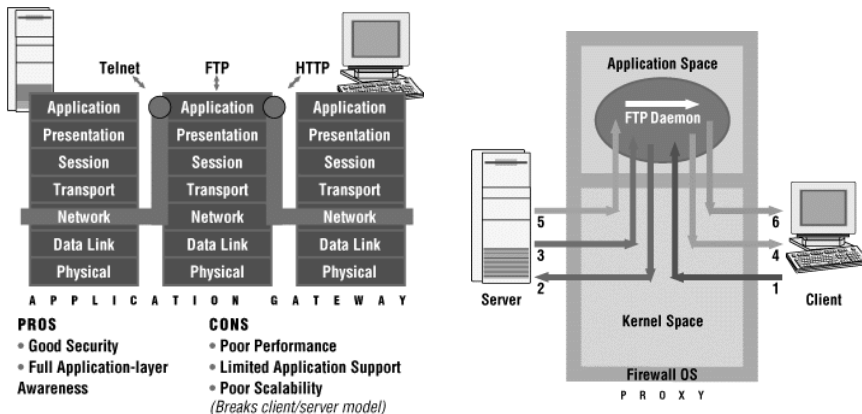 Telnet FTP HTTP
Application Application Application
Presentation Presentation Presentation
Session Session Session
Transport Transport Transport
Network Network Network
Data Link Data Link Data Link
Physical Physical Physical
APPLICATION GATEWAY
PROS
• Good Security
• Full Application-layer
Awareness
CONS
• Poor Performance
• Limited Application Support
• Poor Scalability
(Breaks client/server model)
Application Space
FTP Daemon
5 6
3 4
2 1
Server Client
Kernel Space
Firewall OS
PROXY